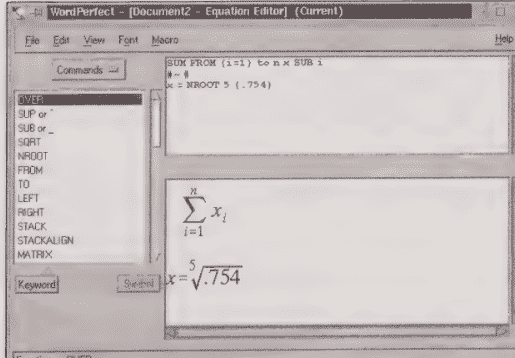 WordPerfect - [Document2 - Equation Editor] (Current)
File Edit View Font Macro Help
Commands
SUM FROM {i=1} to n x SUB i
#~#
x = NROOT 5 {.754}
OVER
SUP or ^
SUB or _
SQRT
NROOT
FROM
TO
LEFT
RIGHT
STACK
STACKALIGN
MATRIX
Keyword Symbol
n
∑ x_i
i=1
x = ⁵√.754